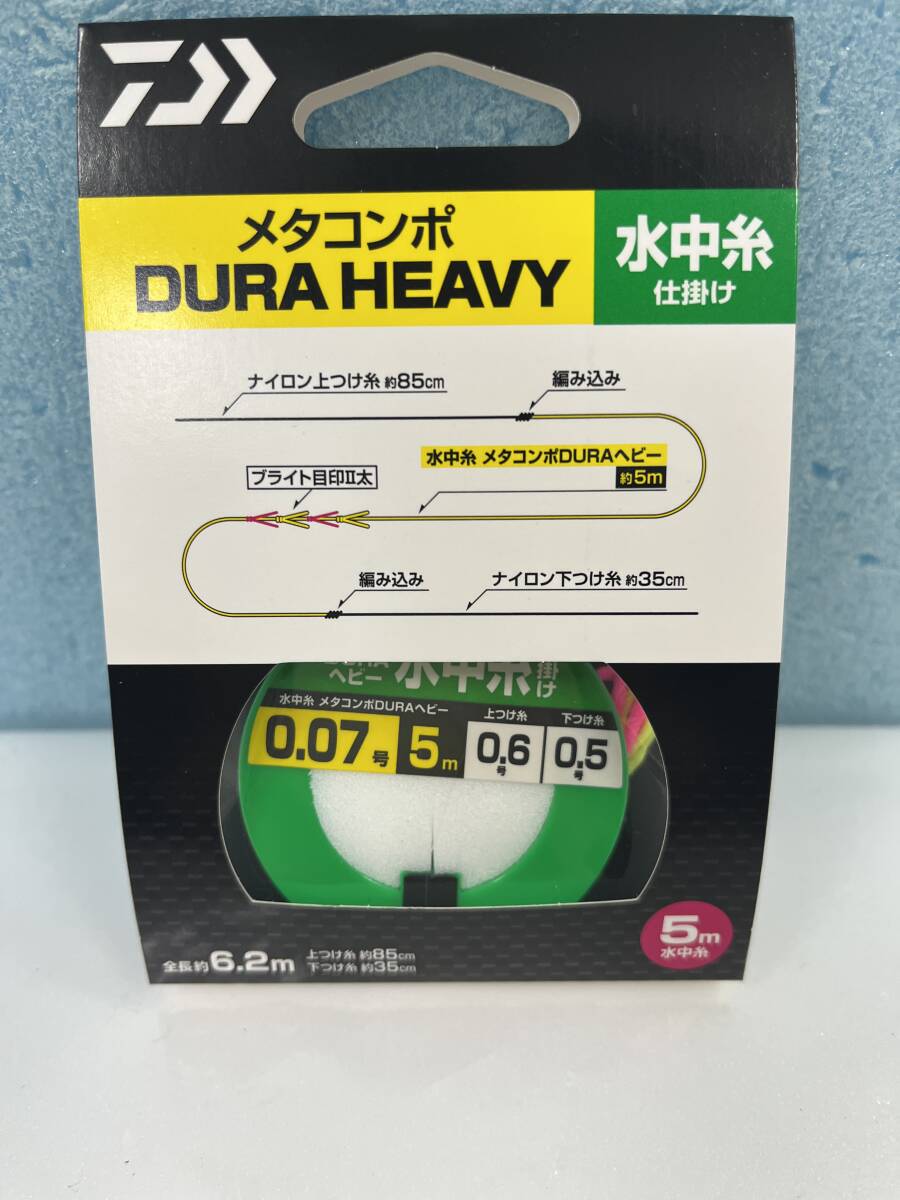 メタコンポ
DURA HEAVY
水中糸
仕掛け
ナイロン上つけ糸 約85cm
編み込み
水中糸 メタコンポDURAヘビー
約5m
ブライト目印II太
編み込み
ナイロン下つけ糸 約35cm
ヘビー 水中糸 掛け
水中糸 メタコンポDURAヘビー
0.07号
5m
上つけ糸
0.6号
下つけ糸
0.5号
5m
水中糸
全長約6.2m
上つけ糸 約85cm
下つけ糸 約35cm